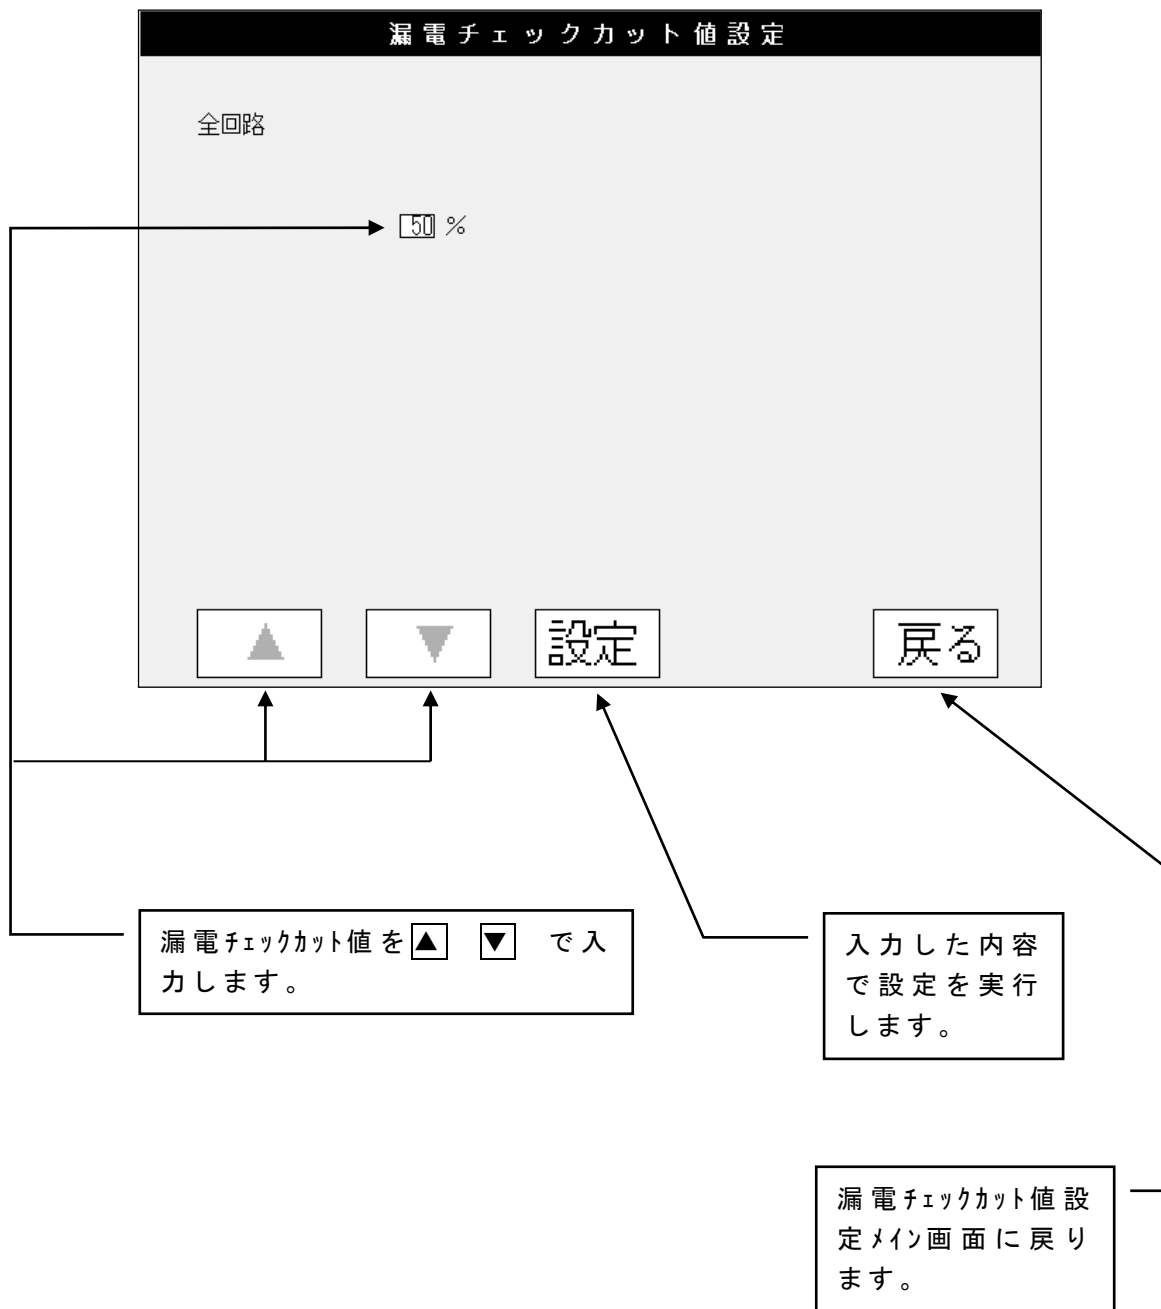 漏電チェックカット値設定
全回路
50 %
▲ ▼ 設定 戻る
漏電ﾁｪｯｸｶｯﾄ値を▲ ▼ で入
力します。
入力した内容
で設定を実行
します。
漏電ﾁｪｯｸｶｯﾄ値設
定ﾒｲﾝ画面に戻り
ます。